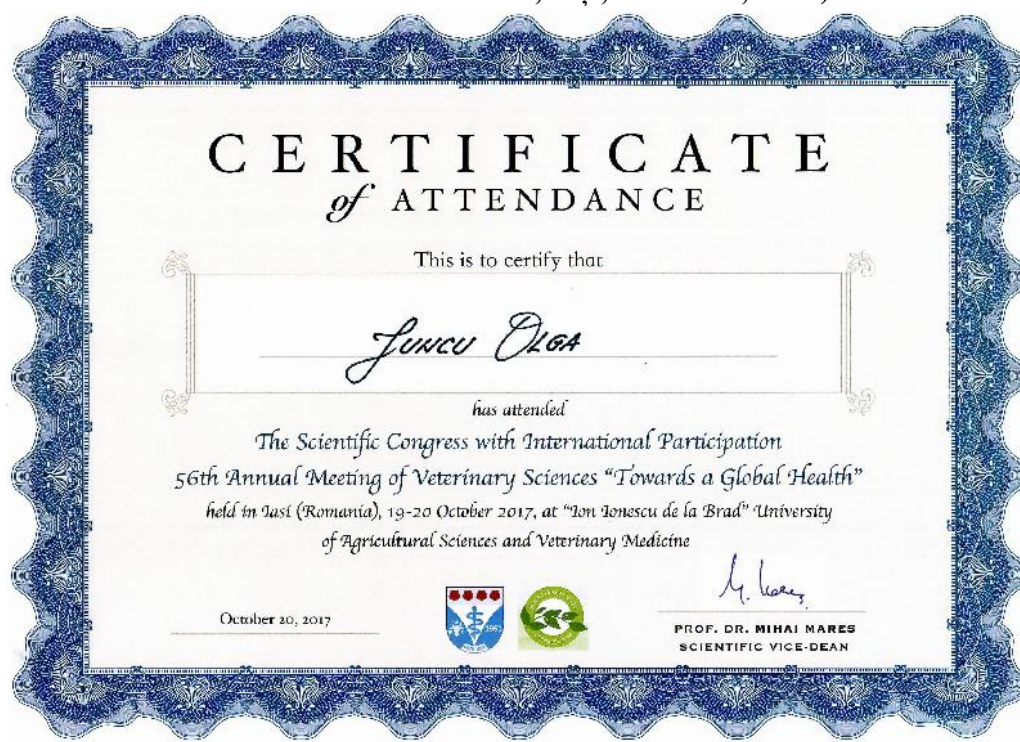 CERTIFICATE
of ATTENDANCE
This is to certify that
JUNCU OLGA
has attended
The Scientific Congress with International Participation
56th Annual Meeting of Veterinary Sciences “Towards a Global Health”
held in Iasi (Romania), 19-20 October 2017, at “Ion Ionescu de la Brad” University
of Agricultural Sciences and Veterinary Medicine
October 20, 2017
1961
PROF. DR. MIHAI MARES
SCIENTIFIC VICE-DEAN